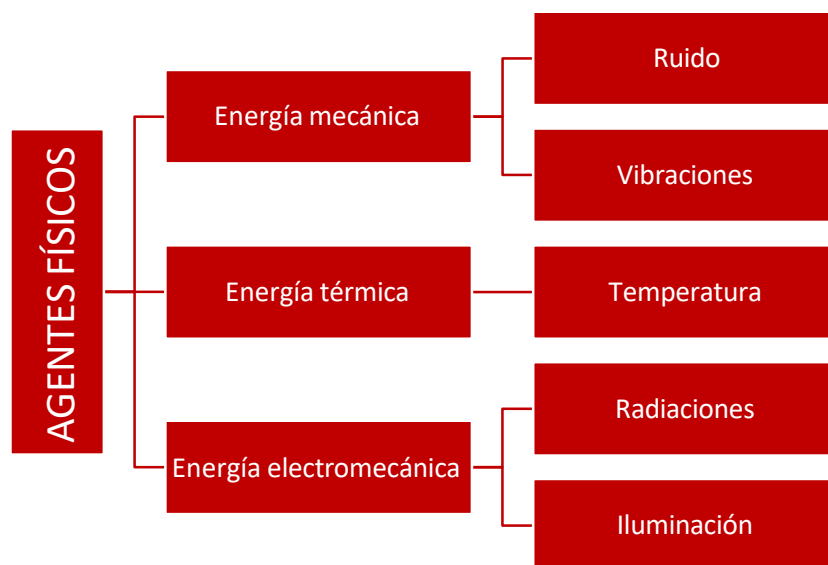 AGENTES FÍSICOS
Energía mecánica
Ruido
Vibraciones
Energía térmica
Temperatura
Energía electromecánica
Radiaciones
Iluminación